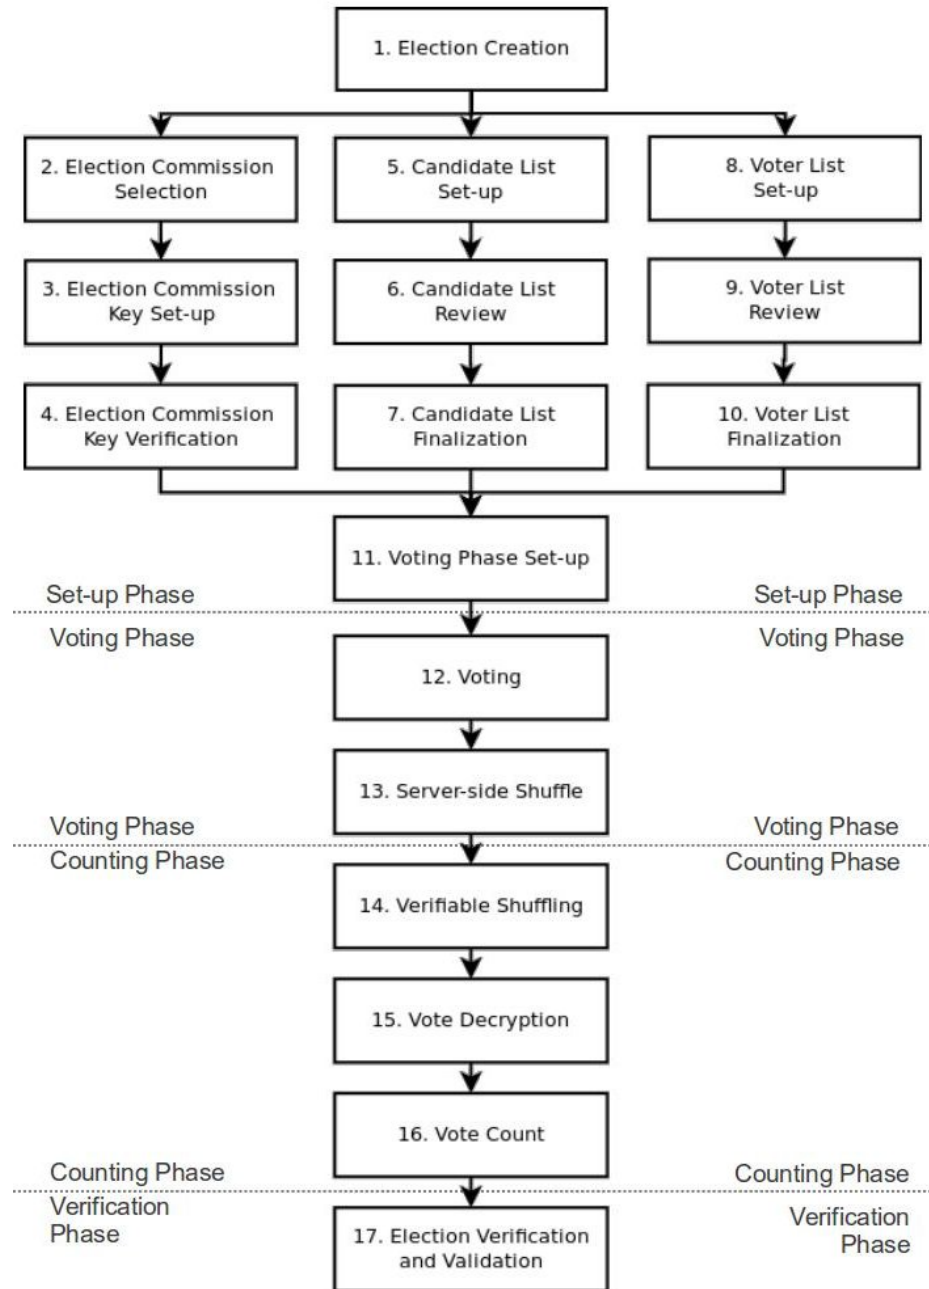 1. Election Creation
2. Election Commission
Selection
5. Candidate List
Set-up
8. Voter List
Set-up
3. Election Commission
Key Set-up
6. Candidate List
Review
9. Voter List
Review
4. Election Commission
Key Verification
7. Candidate List
Finalization
10. Voter List
Finalization
11. Voting Phase Set-up
Set-up Phase
Set-up Phase
Voting Phase
Voting Phase
12. Voting
13. Server-side Shuffle
Voting Phase
Voting Phase
Counting Phase
Counting Phase
14. Verifiable Shuffling
15. Vote Decryption
16. Vote Count
Counting Phase
Counting Phase
Verification
Phase
17. Election Verification
and Validation
Verification
Phase